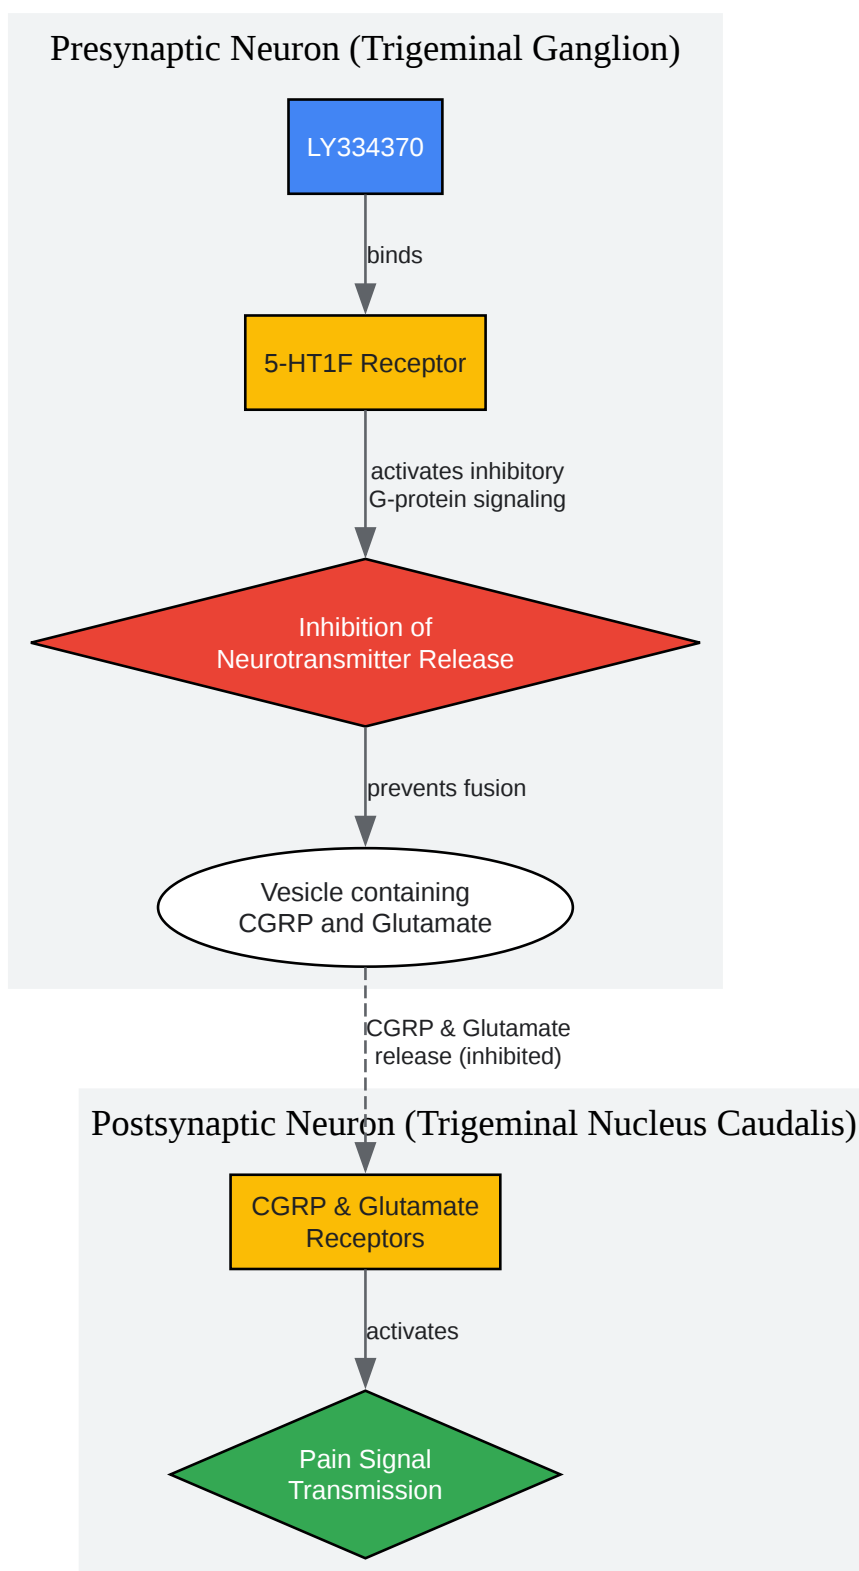 Presynaptic Neuron (Trigeminal Ganglion)
LY334370
binds
5-HT1F Receptor
activates inhibitory
G-protein signaling
Inhibition of
Neurotransmitter Release
prevents fusion
Vesicle containing
CGRP and Glutamate
CGRP & Glutamate
release (inhibited)
Postsynaptic Neuron (Trigeminal Nucleus Caudalis)
CGRP & Glutamate
Receptors
activates
Pain Signal
Transmission